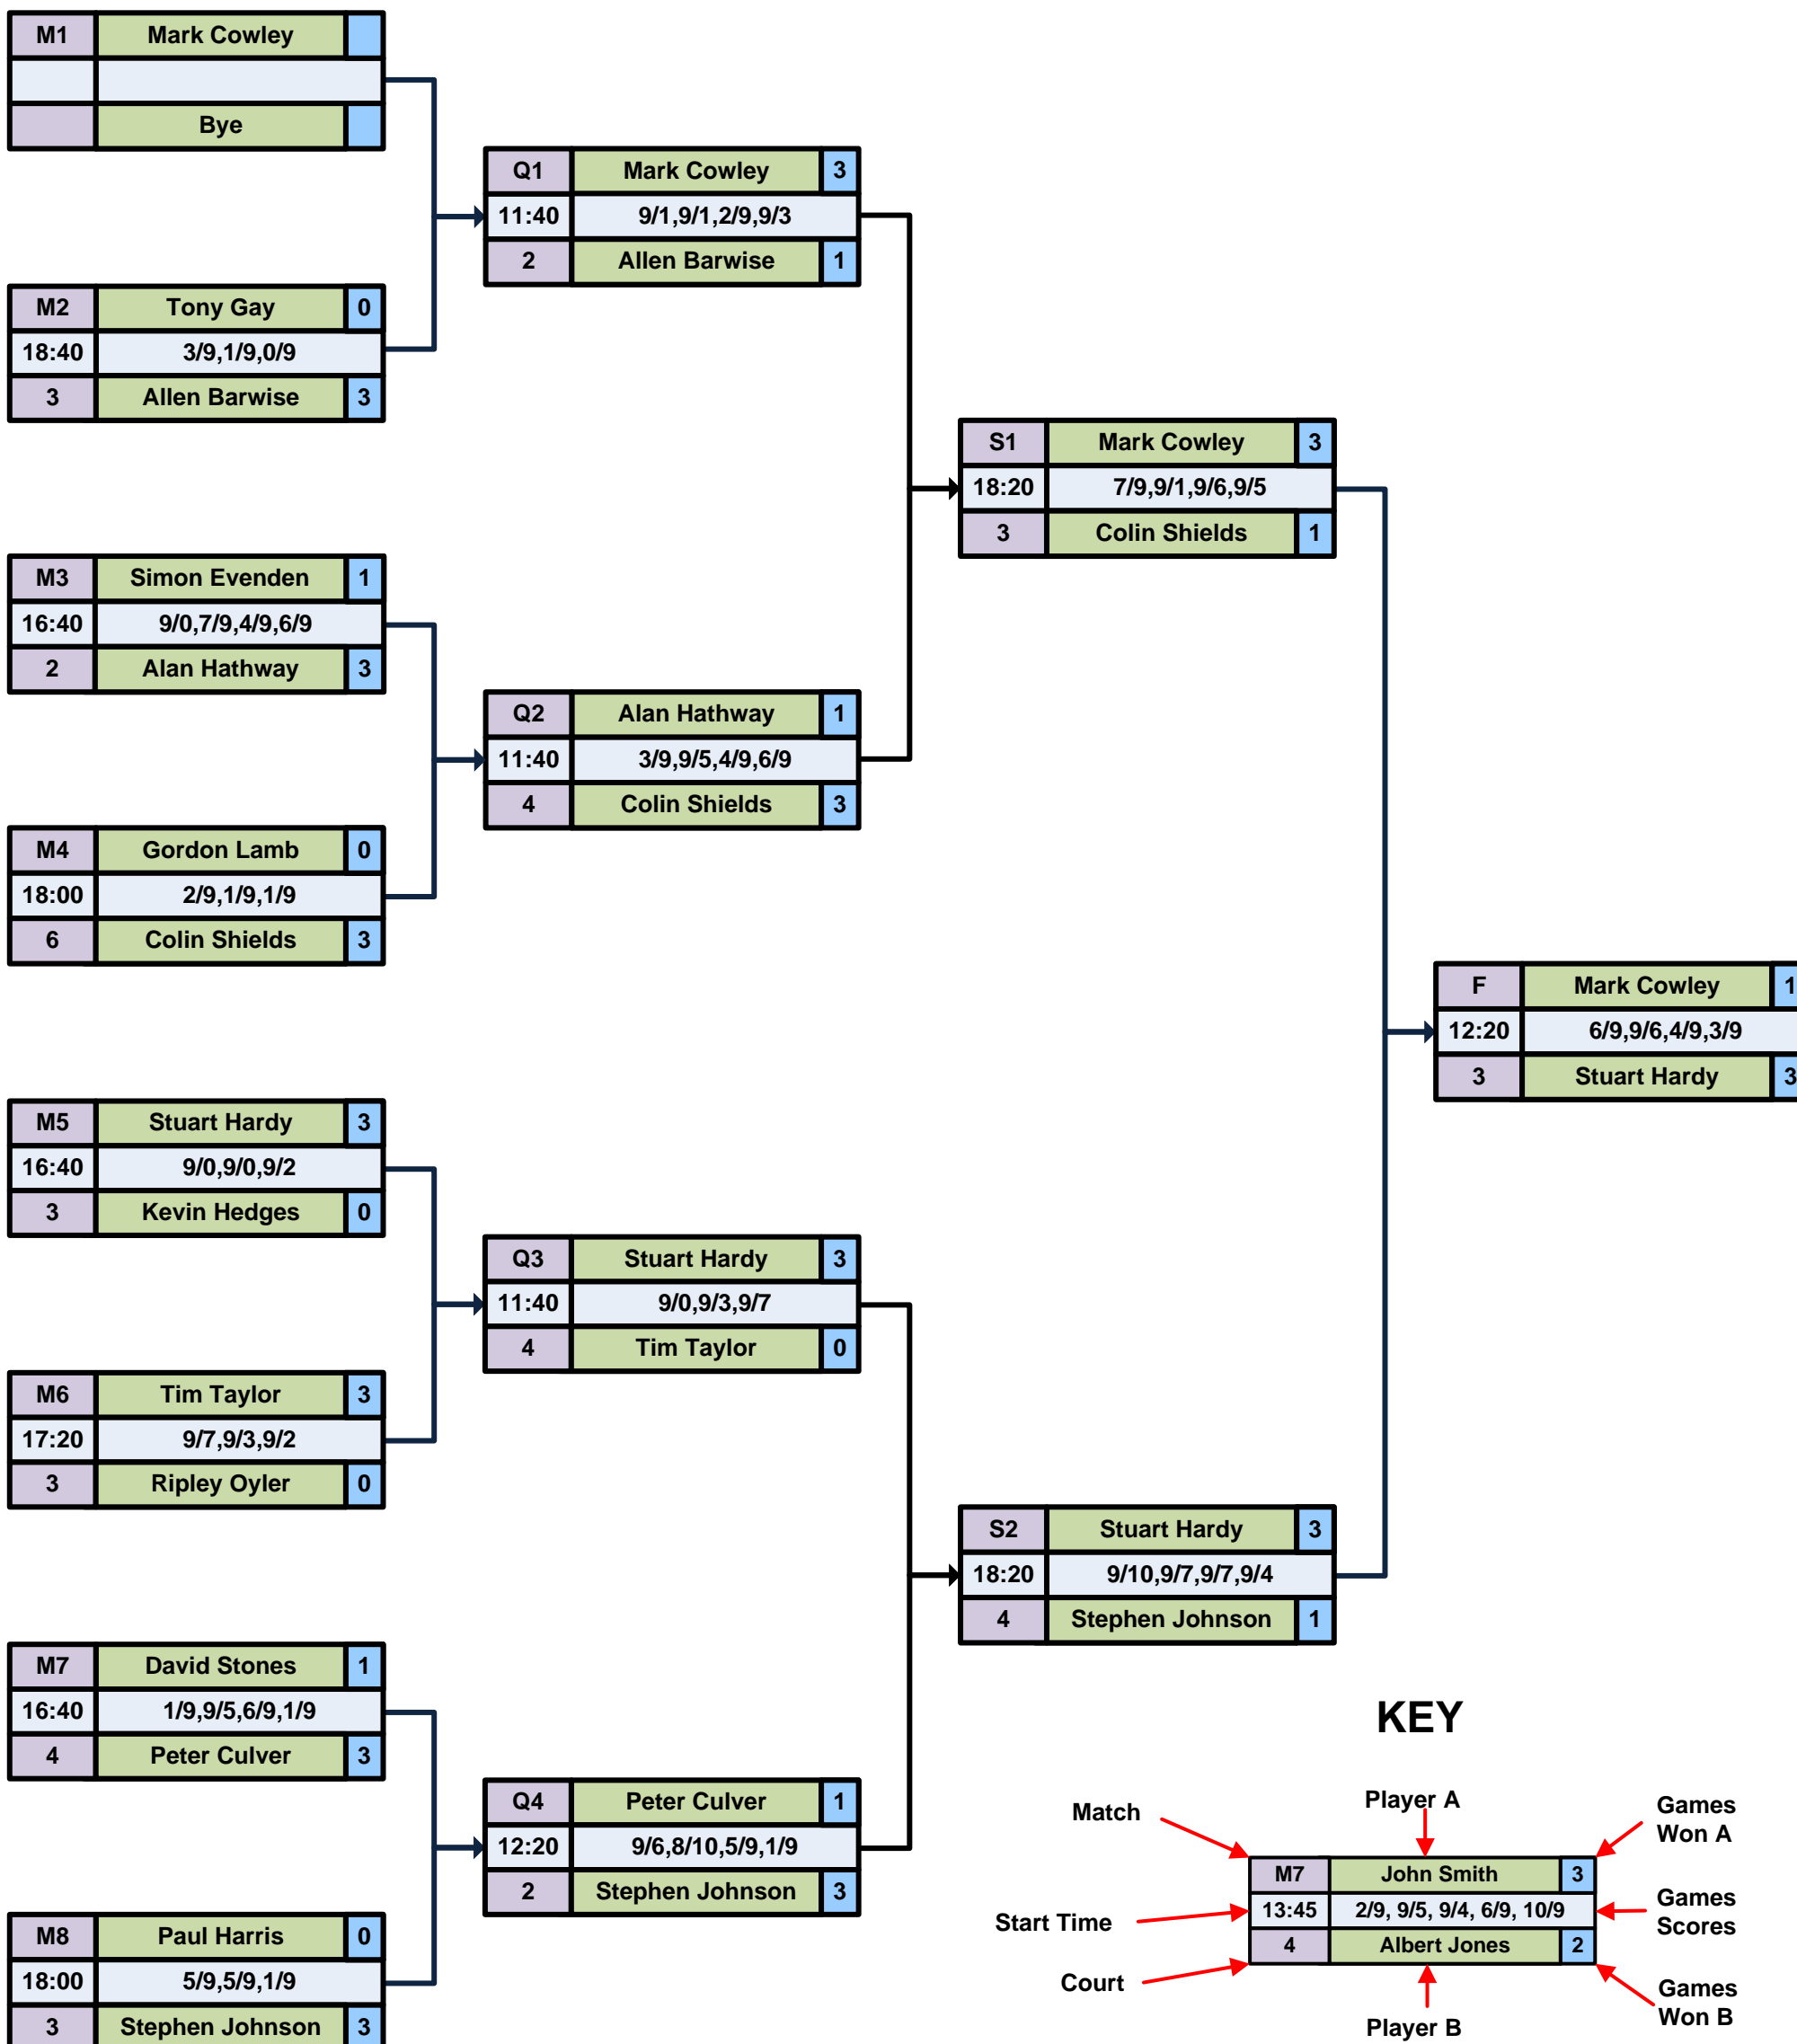 M1 Mark Cowley
Bye
M2 Tony Gay 0
18:40 3/9,1/9,0/9
3 Allen Barwise 3
M3 Simon Evenden 1
16:40 9/0,7/9,4/9,6/9
2 Alan Hathway 3
M4 Gordon Lamb 0
18:00 2/9,1/9,1/9
6 Colin Shields 3
M5 Stuart Hardy 3
16:40 9/0,9/0,9/2
3 Kevin Hedges 0
M6 Tim Taylor 3
17:20 9/7,9/3,9/2
3 Ripley Oyler 0
M7 David Stones 1
16:40 1/9,9/5,6/9,1/9
4 Peter Culver 3
M8 Paul Harris 0
18:00 5/9,5/9,1/9
3 Stephen Johnson 3
Q1 Mark Cowley 3
11:40 9/1,9/1,2/9,9/3
2 Allen Barwise 1
Q2 Alan Hathway 1
11:40 3/9,9/5,4/9,6/9
4 Colin Shields 3
Q3 Stuart Hardy 3
11:40 9/0,9/3,9/7
4 Tim Taylor 0
Q4 Peter Culver 1
12:20 9/6,8/10,5/9,1/9
2 Stephen Johnson 3
S1 Mark Cowley 3
18:20 7/9,9/1,9/6,9/5
3 Colin Shields 1
S2 Stuart Hardy 3
18:20 9/10,9/7,9/7,9/4
4 Stephen Johnson 1
F Mark Cowley 1
12:20 6/9,9/6,4/9,3/9
3 Stuart Hardy 3
KEY
Match
Player A
Games
Won A
M7 John Smith 3
Start Time
13:45 2/9, 9/5, 9/4, 6/9, 10/9
Games
Scores
4 Albert Jones 2
Court
Player B
Games
Won B